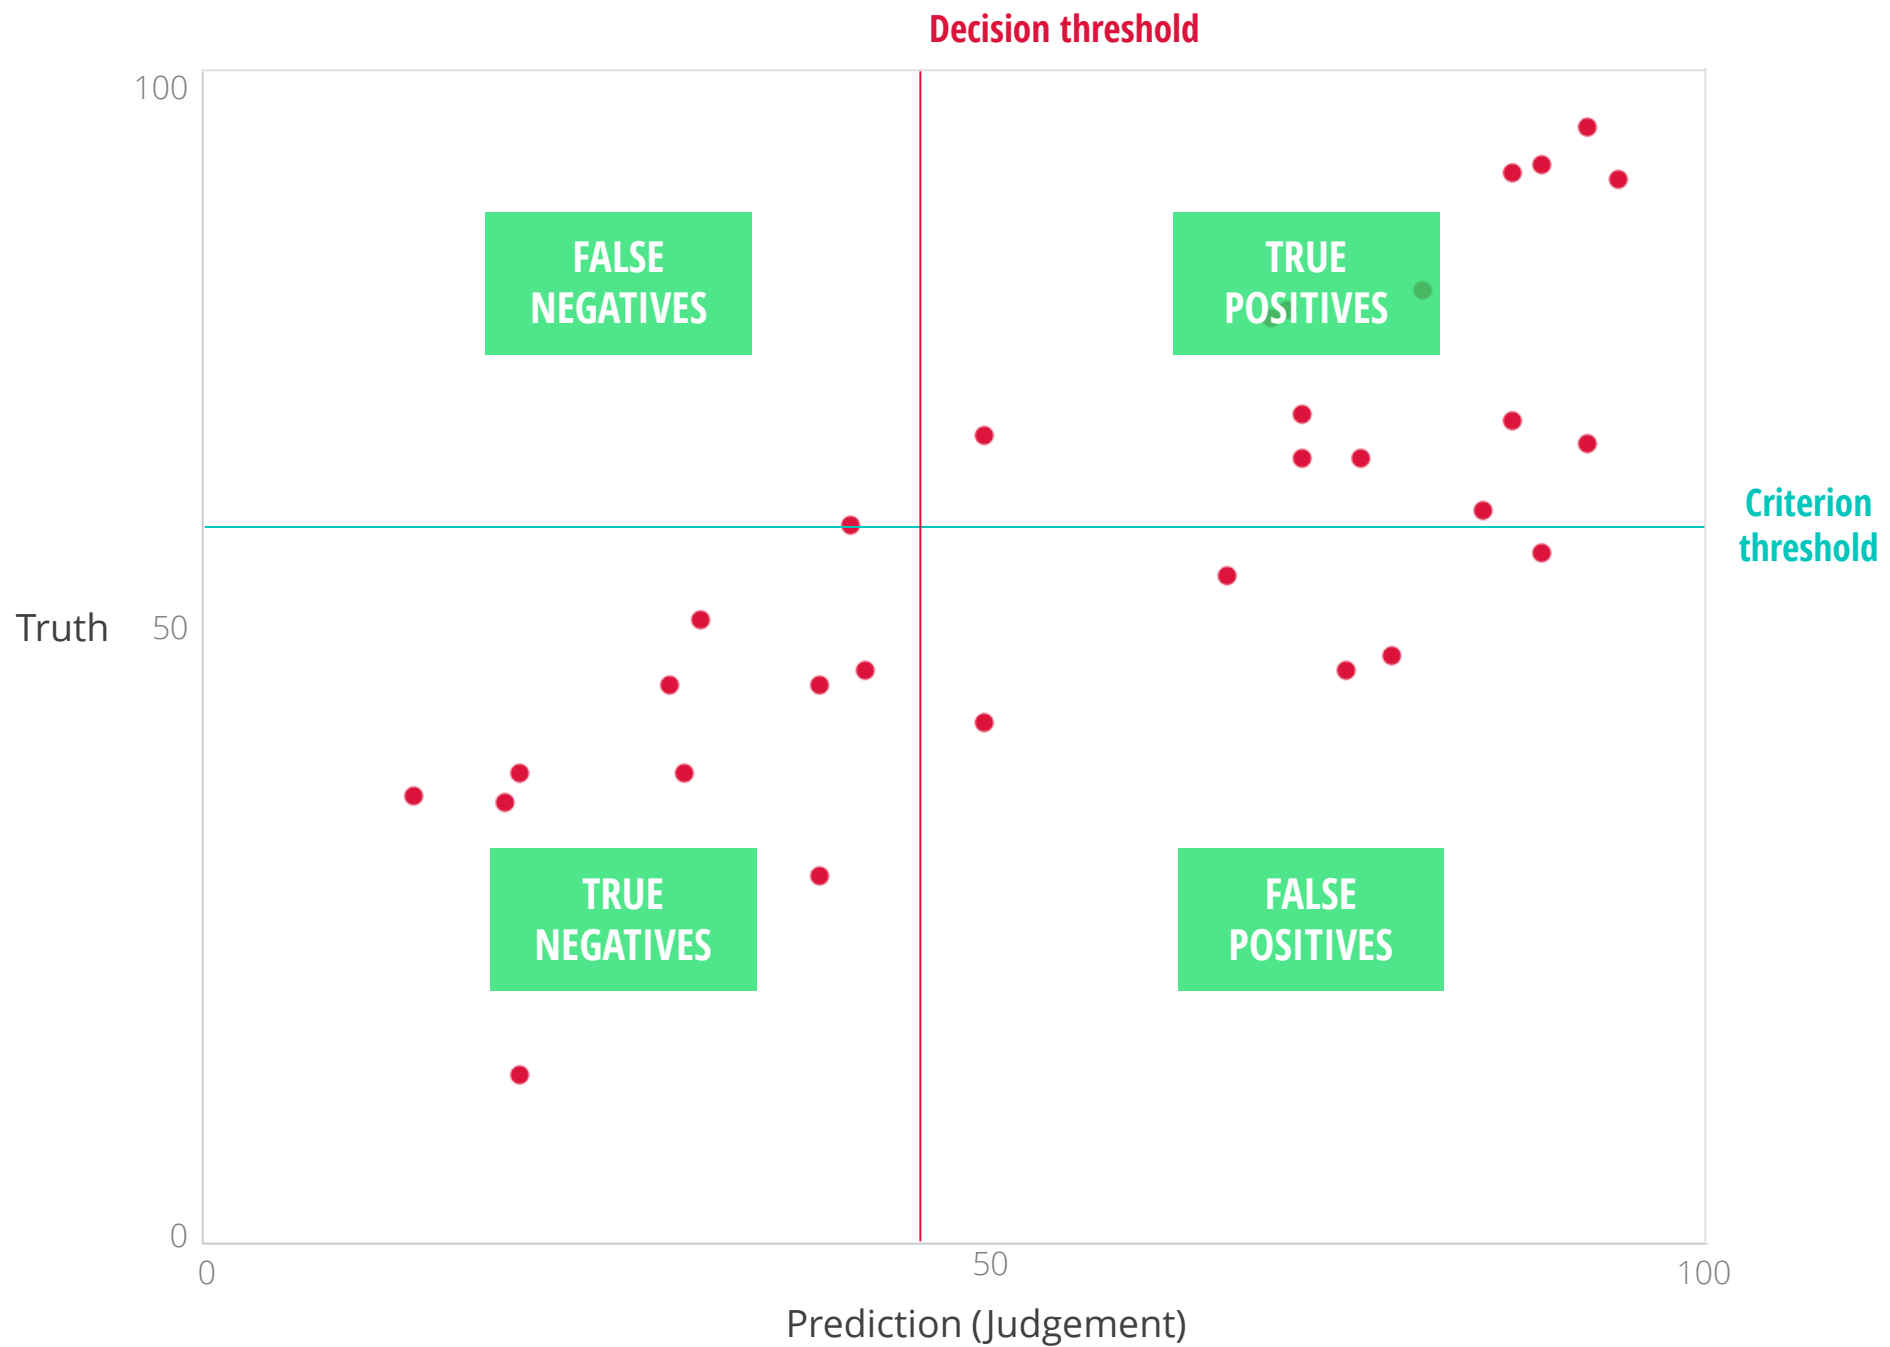 Decision threshold
100
FALSE
NEGATIVES
TRUE
POSITIVES
Criterion
threshold
Truth
50
TRUE
NEGATIVES
FALSE
POSITIVES
0
0
50
100
Prediction (Judgement)